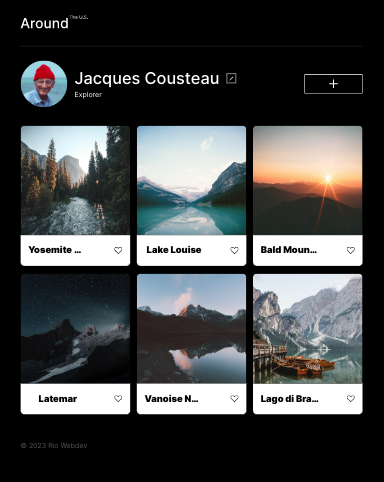 Around The U.S.
Jacques Cousteau
Explorer
Yosemite ...
Lake Louise
Bald Moun...
Latemar
Vanoise N...
Lago di Bra...
© 2023 Rio Webdev